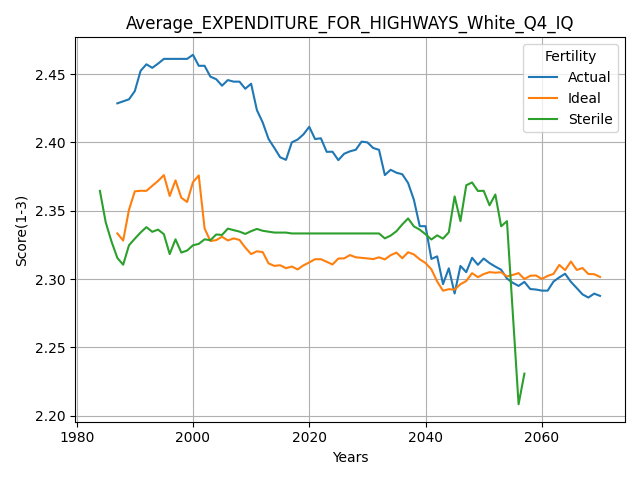 Average_EXPENDITURE_FOR_HIGHWAYS_White_Q4_IQ
Score(1-3)
2.45
2.40
2.35
2.30
2.25
2.20
Fertility
Actual
Ideal
Sterile
1980
2000
2020
2040
2060
Years